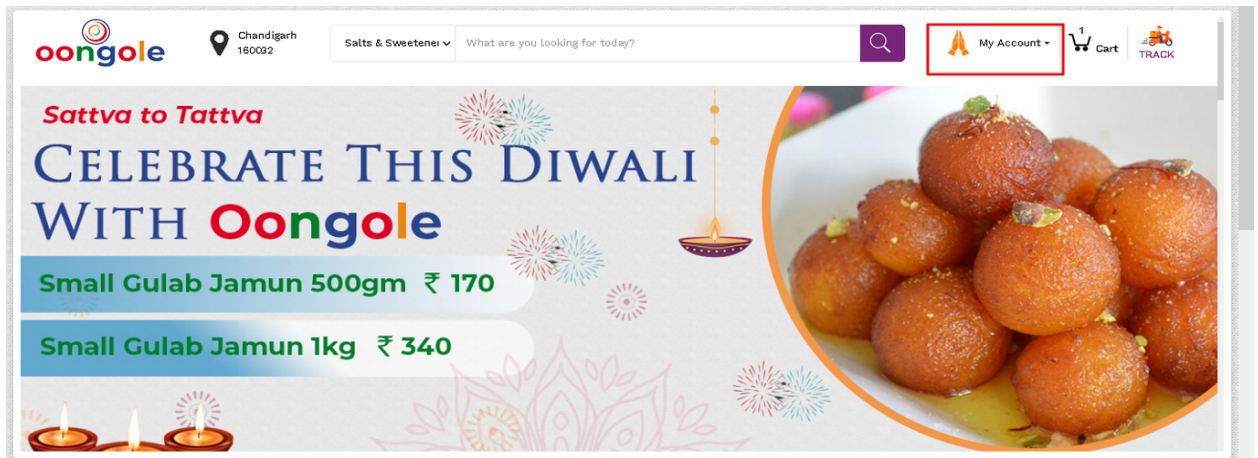 oongole
Chandigarh
160032
Salts & Sweetener
What are you looking for today?
My Account
1
Cart
TRACK
Sattva to Tattva
CELEBRATE THIS DIWALI
WITH Oongole
Small Gulab Jamun 500gm ₹ 170
Small Gulab Jamun 1kg ₹ 340